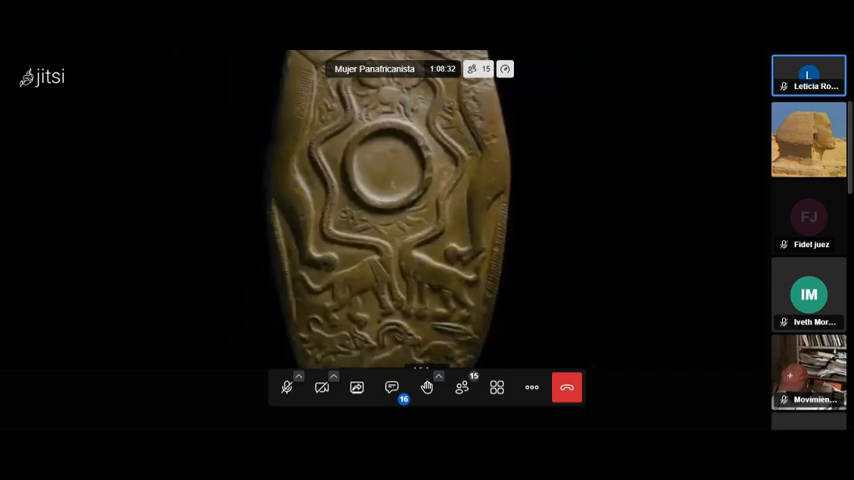 jitsi
Mujer Panafricanista 1:08:32 15
L
Leticia Ro...
FJ
Fidel juez
IM
Iveth Mor...
Movimien...
15
16